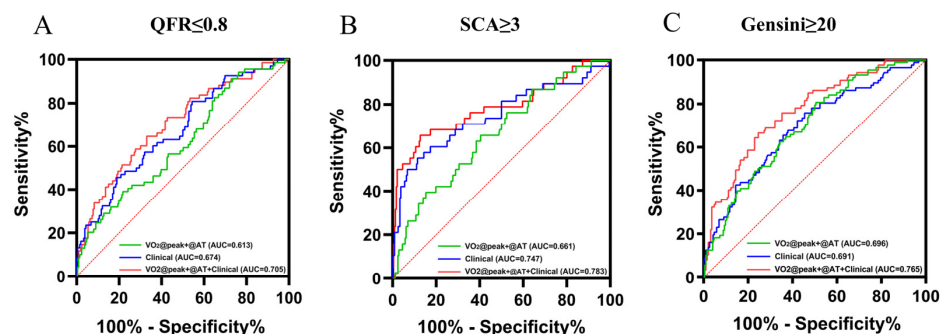 A QFR≤0.8
Sensitivity%
100
80
60
40
20
0
VO₂@peak+@AT (AUC=0.613)
Clinical (AUC=0.674)
VO2@peak+@AT+Clinical (AUC=0.705)
0 20 40 60 80 100
100% - Specificity%
B SCA≥3
Sensitivity%
100
80
60
40
20
0
VO₂@peak+@AT (AUC=0.661)
Clinical (AUC=0.747)
VO2@peak+@AT+Clinical (AUC=0.783)
0 20 40 60 80 100
100% - Specificity%
C Gensini≥20
Sensitivity%
100
80
60
40
20
0
VO₂@peak+@AT (AUC=0.696)
Clinical (AUC=0.691)
VO2@peak+@AT+Clinical (AUC=0.765)
0 20 40 60 80 100
100% - Specificity%